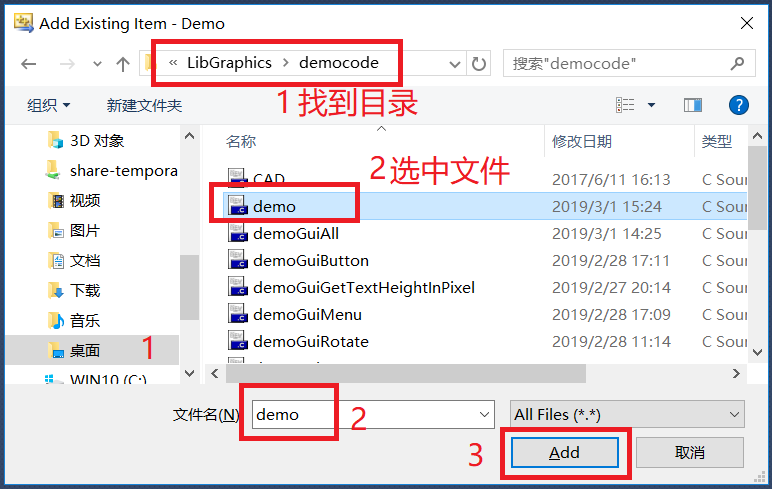 Add Existing Item - Demo
« LibGraphics > democode
搜索"democode"
1 找到目录
组织
新建文件夹
3D 对象
share-tempora
视频
图片
文档
下载
音乐
桌面
1
WIN10 (C:)
名称
修改日期
类型
2 选中文件
CAD 2017/6/11 16:13 C Sour
demo 2019/3/1 15:24 C Sour
demoGuiAll 2019/3/1 14:25 C Sour
demoGuiButton 2019/2/28 17:11 C Sour
demoGuiGetTextHeightInPixel 2019/2/27 20:14 C Sour
demoGuiMenu 2019/2/28 17:09 C Sour
demoGuiRotate 2019/2/28 11:14 C Sour
文件名(N)
demo
2
All Files (*.*)
3
Add
取消